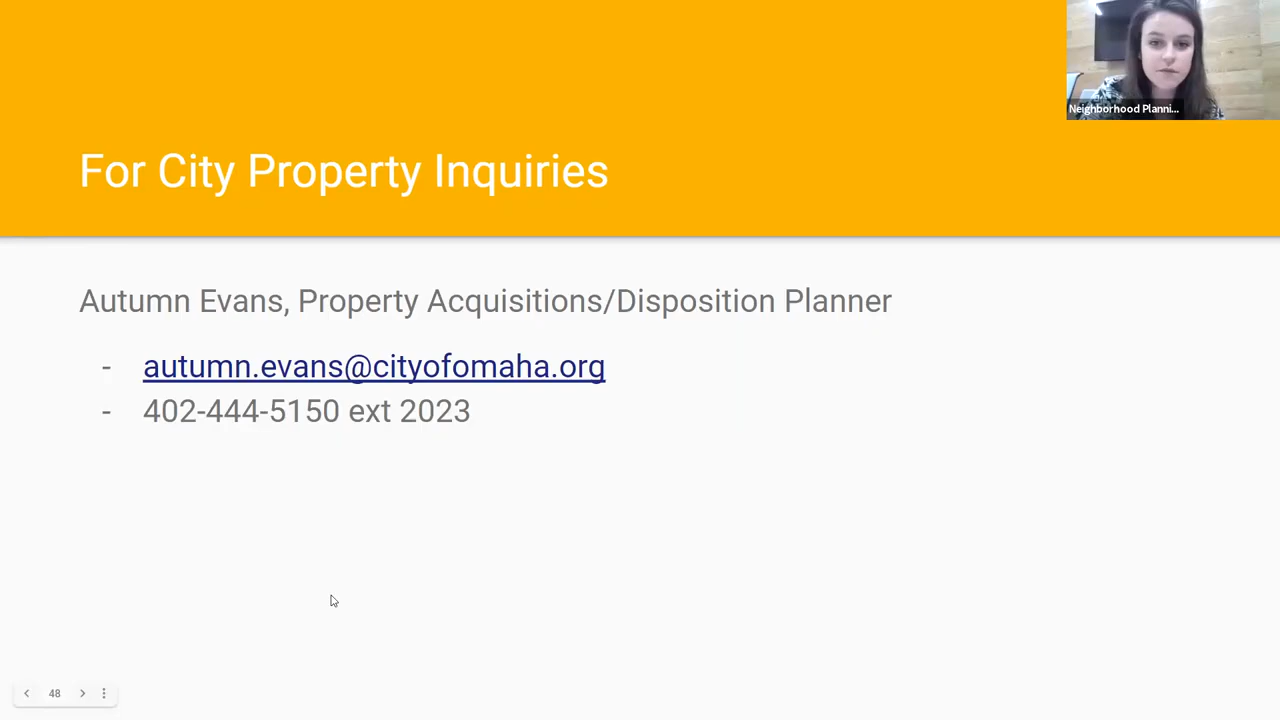 Neighborhood Planni...
For City Property Inquiries
Autumn Evans, Property Acquisitions/Disposition Planner
- autumn.evans@cityofomaha.org
- 402-444-5150 ext 2023
48